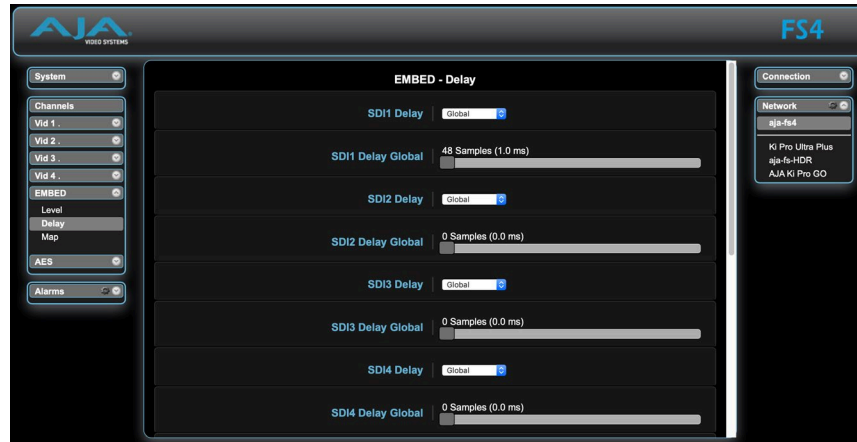 AJA
VIDEO SYSTEMS
FS4
System
Channels
Vid 1 .
Vid 2 .
Vid 3 .
Vid 4 .
EMBED
Level
Delay
Map
AES
Alarms
EMBED - Delay
SDI1 Delay Global
SDI1 Delay Global 48 Samples (1.0 ms)
SDI2 Delay Global
SDI2 Delay Global 0 Samples (0.0 ms)
SDI3 Delay Global
SDI3 Delay Global 0 Samples (0.0 ms)
SDI4 Delay Global
SDI4 Delay Global 0 Samples (0.0 ms)
Connection
Network
aja-fs4
Ki Pro Ultra Plus
aja-fs-HDR
AJA Ki Pro GO